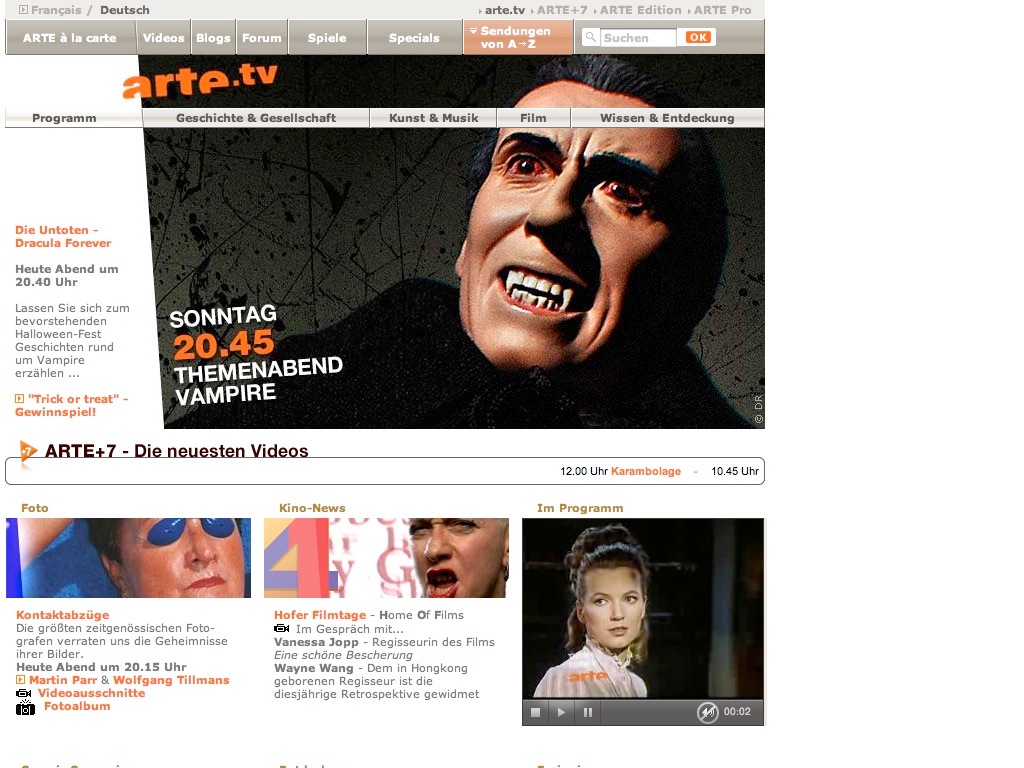 Français / Deutsch
arte.tv ARTE+7 ARTE Edition ARTE Pro
ARTE à la carte Videos Blogs Forum Spiele Specials Sendungen von A→Z Suchen OK
arte.tv
Programm Geschichte & Gesellschaft Kunst & Musik Film Wissen & Entdeckung
Die Untoten –
Dracula Forever
Heute Abend um
20.40 Uhr
Lassen Sie sich zum
bevorstehenden
Halloween-Fest
Geschichten rund
um Vampire
erzählen ...
"Trick or treat" –
Gewinnspiel!
SONNTAG
20.45
THEMENABEND
VAMPIRE
© DR
+7 ARTE+7 - Die neuesten Videos
12.00 Uhr Karambolage - 10.45 Uhr
Foto
Kontaktabzüge
Die größten zeitgenössischen Foto-
grafen verraten uns die Geheimnisse
ihrer Bilder.
Heute Abend um 20.15 Uhr
Martin Parr & Wolfgang Tillmans
Videoausschnitte
Fotoalbum
Kino-News
Hofer Filmtage - Home Of Films
Im Gespräch mit...
Vanessa Jopp - Regisseurin des Films
Eine schöne Bescherung
Wayne Wang - Dem in Hongkong
geborenen Regisseur ist die
diesjährige Retrospektive gewidmet
Im Programm
arte
00:02